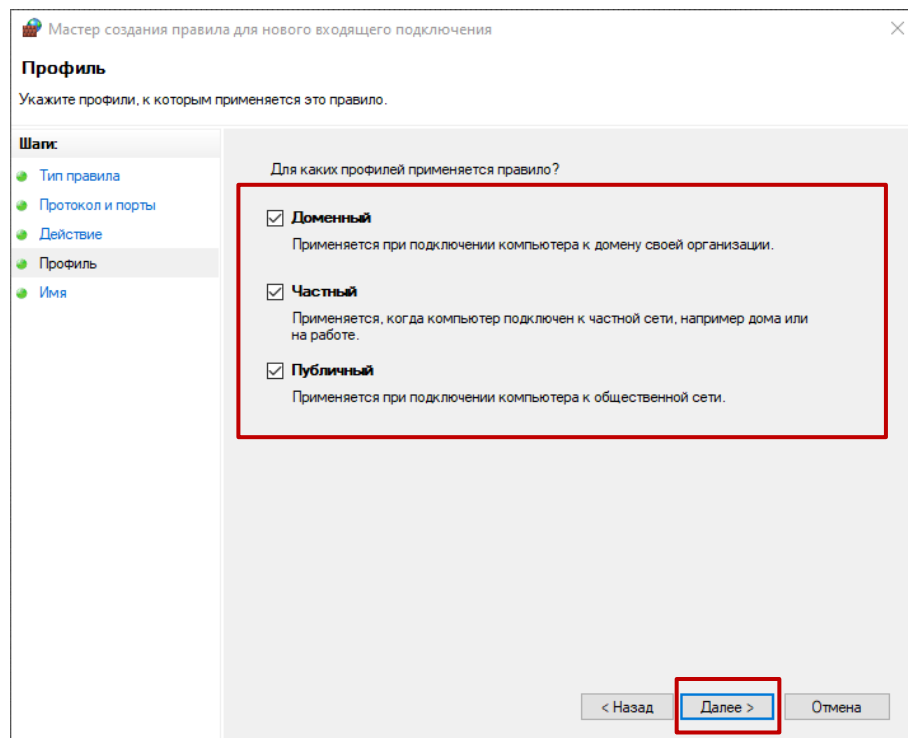 Мастер создания правила для нового входящего подключения
Профиль
Укажите профили, к которым применяется это правило.
Шаги:
Тип правила
Протокол и порты
Действие
Профиль
Имя
Для каких профилей применяется правило?
Доменный
Применяется при подключении компьютера к домену своей организации.
Частный
Применяется, когда компьютер подключен к частной сети, например дома или
на работе.
Публичный
Применяется при подключении компьютера к общественной сети.
< Назад
Далее >
Отмена